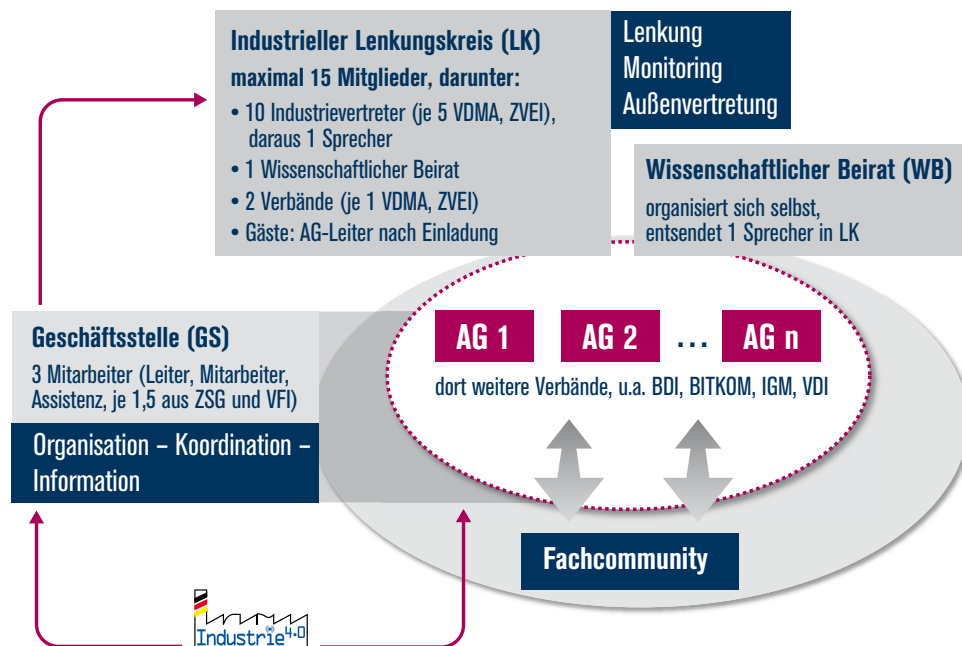 Industrieller Lenkungskreis (LK)
maximal 15 Mitglieder, darunter:
• 10 Industrievertreter (je 5 VDMA, ZVEI),
daraus 1 Sprecher
• 1 Wissenschaftlicher Beirat
• 2 Verbände (je 1 VDMA, ZVEI)
• Gäste: AG-Leiter nach Einladung
Lenkung
Monitoring
Außenvertretung
Wissenschaftlicher Beirat (WB)
organisiert sich selbst,
entsendet 1 Sprecher in LK
Geschäftsstelle (GS)
3 Mitarbeiter (Leiter, Mitarbeiter,
Assistenz, je 1,5 aus ZSG und VFI)
Organisation – Koordination –
Information
AG 1 AG 2 ... AG n
dort weitere Verbände, u.a. BDI, BITKOM, IGM, VDI
Fachcommunity
Industrie 4.0